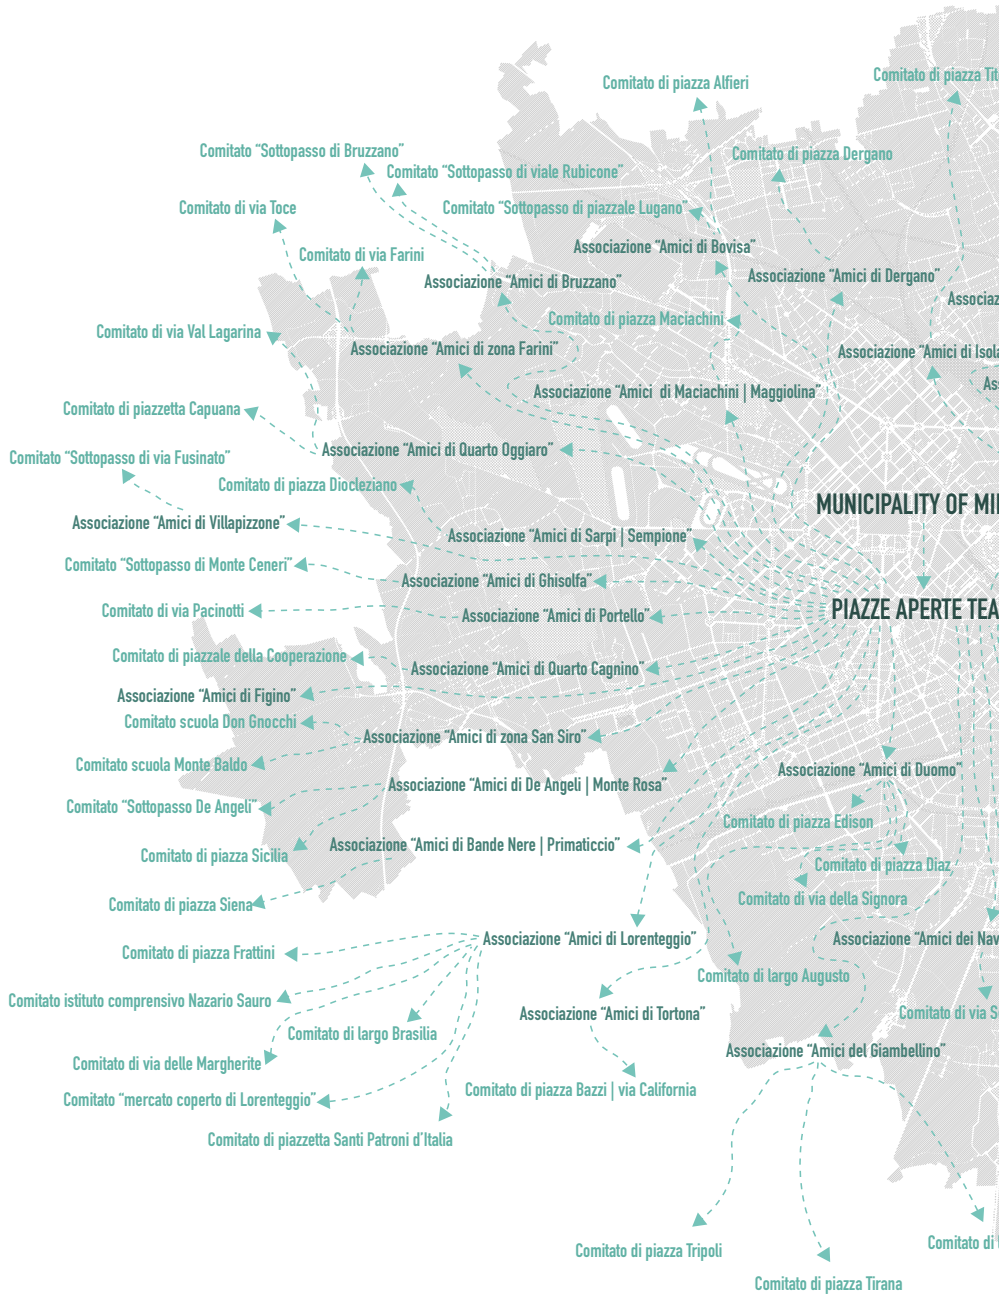 Comitato di piazza Tit
Comitato di piazza Alfieri
Comitato “Sottopasso di Bruzzano”
Comitato di piazza Dergano
Comitato “Sottopasso di viale Rubicone”
Comitato di via Toce
Comitato “Sottopasso di piazzale Lugano”
Associazione “Amici di Bovisa”
Comitato di via Farini
Associazione “Amici di Dergano”
Associazione “Amici di Bruzzano”
Associaz
Comitato di piazza Maciachini
Comitato di via Val Lagarina
Associazione “Amici di zona Farini”
Associazione “Amici di Isola
Ass
Associazione “Amici di Maciachini | Maggiolina”
Comitato di piazzetta Capuana
Associazione “Amici di Quarto Oggiaro”
Comitato “Sottopasso di via Fusinato”
Comitato di piazza Diocleziano
MUNICIPALITY OF MI
Associazione “Amici di Villapizzone”
Associazione “Amici di Sarpi | Sempione”
Comitato “Sottopasso di Monte Ceneri”
Associazione “Amici di Ghisolfa”
Comitato di via Pacinotti
PIAZZE APERTE TEA
Associazione “Amici di Portello”
Comitato di piazzale della Cooperazione
Associazione “Amici di Quarto Cagnino”
Associazione “Amici di Figino”
Comitato scuola Don Gnocchi
Associazione “Amici di zona San Siro”
Comitato scuola Monte Baldo
Associazione “Amici di Duomo”
Associazione “Amici di De Angeli | Monte Rosa”
Comitato “Sottopasso De Angeli”
Comitato di piazza Edison
Associazione “Amici di Bande Nere | Primaticcio”
Comitato di piazza Sicilia
Comitato di piazza Diaz
Comitato di via della Signora
Comitato di piazza Siena
Associazione “Amici di Lorenteggio”
Associazione “Amici dei Nav
Comitato di piazza Frattini
Comitato di largo Augusto
Comitato istituto comprensivo Nazario Sauro
Associazione “Amici di Tortona”
Comitato di via S
Comitato di largo Brasilia
Associazione “Amici del Giambellino”
Comitato di via delle Margherite
Comitato di piazza Bazzi | via California
Comitato “mercato coperto di Lorenteggio”
Comitato di piazzetta Santi Patroni d'Italia
Comitato di
Comitato di piazza Tripoli
Comitato di piazza Tirana